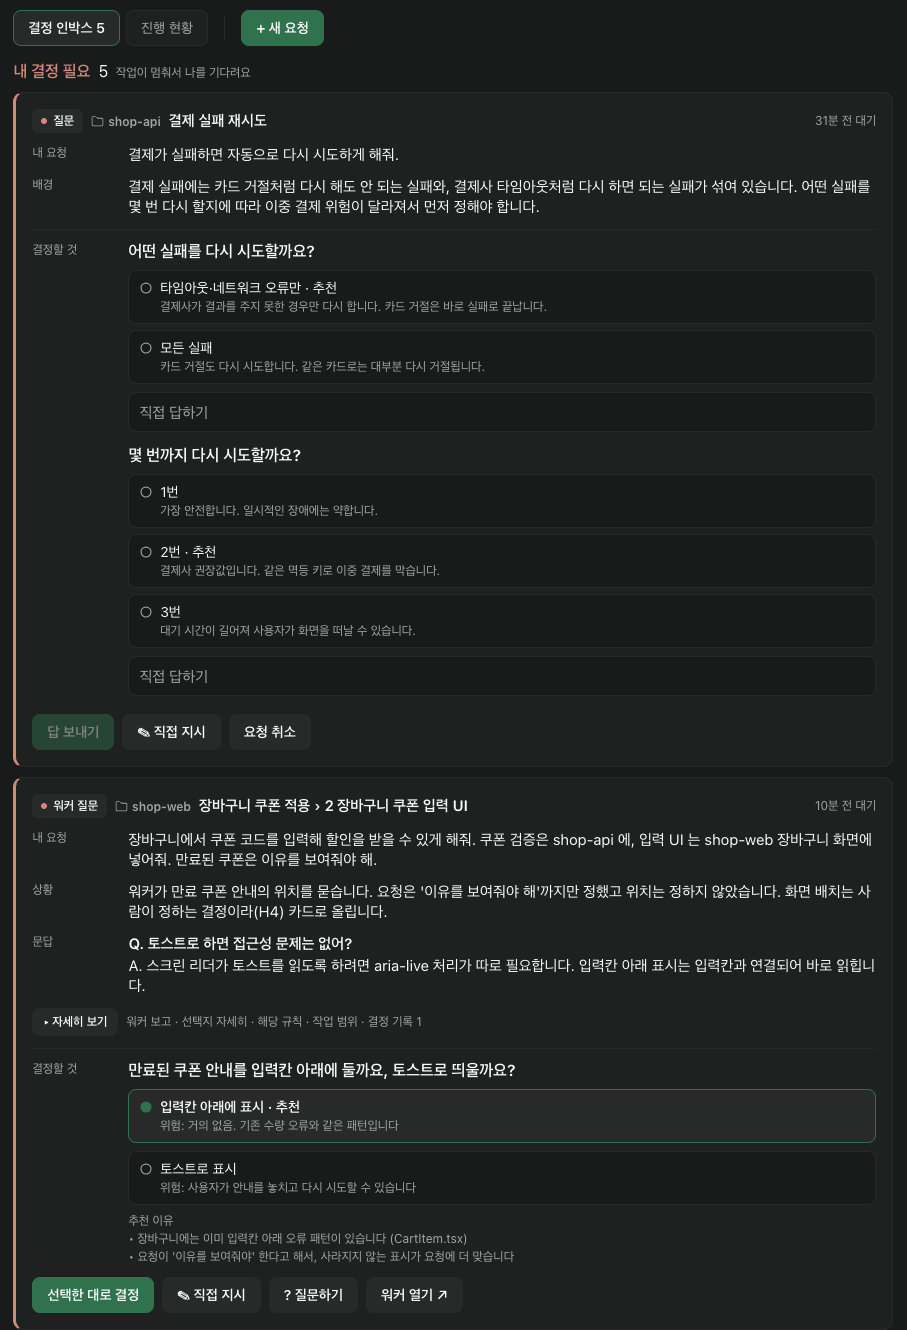 결정 인박스 5
진행 현황
+ 새 요청
내 결정 필요 5 작업이 멈춰서 나를 기다려요
질문 shop-api 결제 실패 재시도 31분 전 대기
내 요청 결제가 실패하면 자동으로 다시 시도하게 해줘.
배경 결제 실패에는 카드 거절처럼 다시 해도 안 되는 실패와, 결제사 타임아웃처럼 다시 하면 되는 실패가 섞여 있습니다. 어떤 실패를
몇 번 다시 할지에 따라 이중 결제 위험이 달라져서 먼저 정해야 합니다.
결정할 것 어떤 실패를 다시 시도할까요?
타임아웃·네트워크 오류만 · 추천
결제사가 결과를 주지 못한 경우만 다시 합니다. 카드 거절은 바로 실패로 끝납니다.
모든 실패
카드 거절도 다시 시도합니다. 같은 카드로는 대부분 다시 거절됩니다.
직접 답하기
몇 번까지 다시 시도할까요?
1번
가장 안전합니다. 일시적인 장애에는 약합니다.
2번 · 추천
결제사 권장값입니다. 같은 멱등 키로 이중 결제를 막습니다.
3번
대기 시간이 길어져 사용자가 화면을 떠날 수 있습니다.
직접 답하기
답 보내기
✎ 직접 지시
요청 취소
워커 질문 shop-web 장바구니 쿠폰 적용 › 2 장바구니 쿠폰 입력 UI 10분 전 대기
내 요청 장바구니에서 쿠폰 코드를 입력해 할인을 받을 수 있게 해줘. 쿠폰 검증은 shop-api 에, 입력 UI 는 shop-web 장바구니 화면에
넣어줘. 만료된 쿠폰은 이유를 보여줘야 해.
상황 워커가 만료 쿠폰 안내의 위치를 묻습니다. 요청은 '이유를 보여줘야 해'까지만 정했고 위치는 정하지 않았습니다. 화면 배치는 사
람이 정하는 결정이라(H4) 카드로 올립니다.
문답 Q. 토스트로 하면 접근성 문제는 없어?
A. 스크린 리더가 토스트를 읽도록 하려면 aria-live 처리가 따로 필요합니다. 입력칸 아래 표시는 입력칸과 연결되어 바로 읽힙니
다.
▸ 자세히 보기 워커 보고 · 선택지 자세히 · 해당 규칙 · 작업 범위 · 결정 기록 1
결정할 것 만료된 쿠폰 안내를 입력칸 아래에 둘까요, 토스트로 띄울까요?
입력칸 아래에 표시 · 추천
위험: 거의 없음. 기존 수량 오류와 같은 패턴입니다
토스트로 표시
위험: 사용자가 안내를 놓치고 다시 시도할 수 있습니다
추천 이유
• 장바구니에는 이미 입력칸 아래 오류 패턴이 있습니다 (CartItem.tsx)
• 요청이 '이유를 보여줘야' 한다고 해서, 사라지지 않는 표시가 요청에 더 맞습니다
선택한 대로 결정
✎ 직접 지시
? 질문하기
워커 열기 ↗